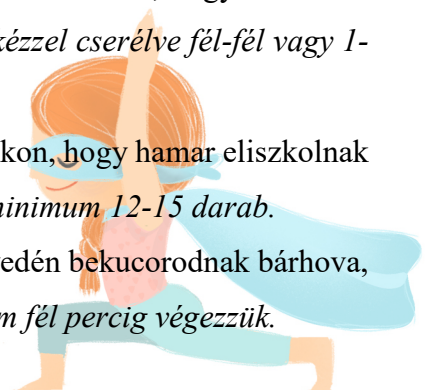 kézzel cserélve fél-fél vagy 1-
kon, hogy hamar eliszkolnak
minimum 12-15 darab.
edén bekucorodnak bárhova,
m fél percig végezzük.